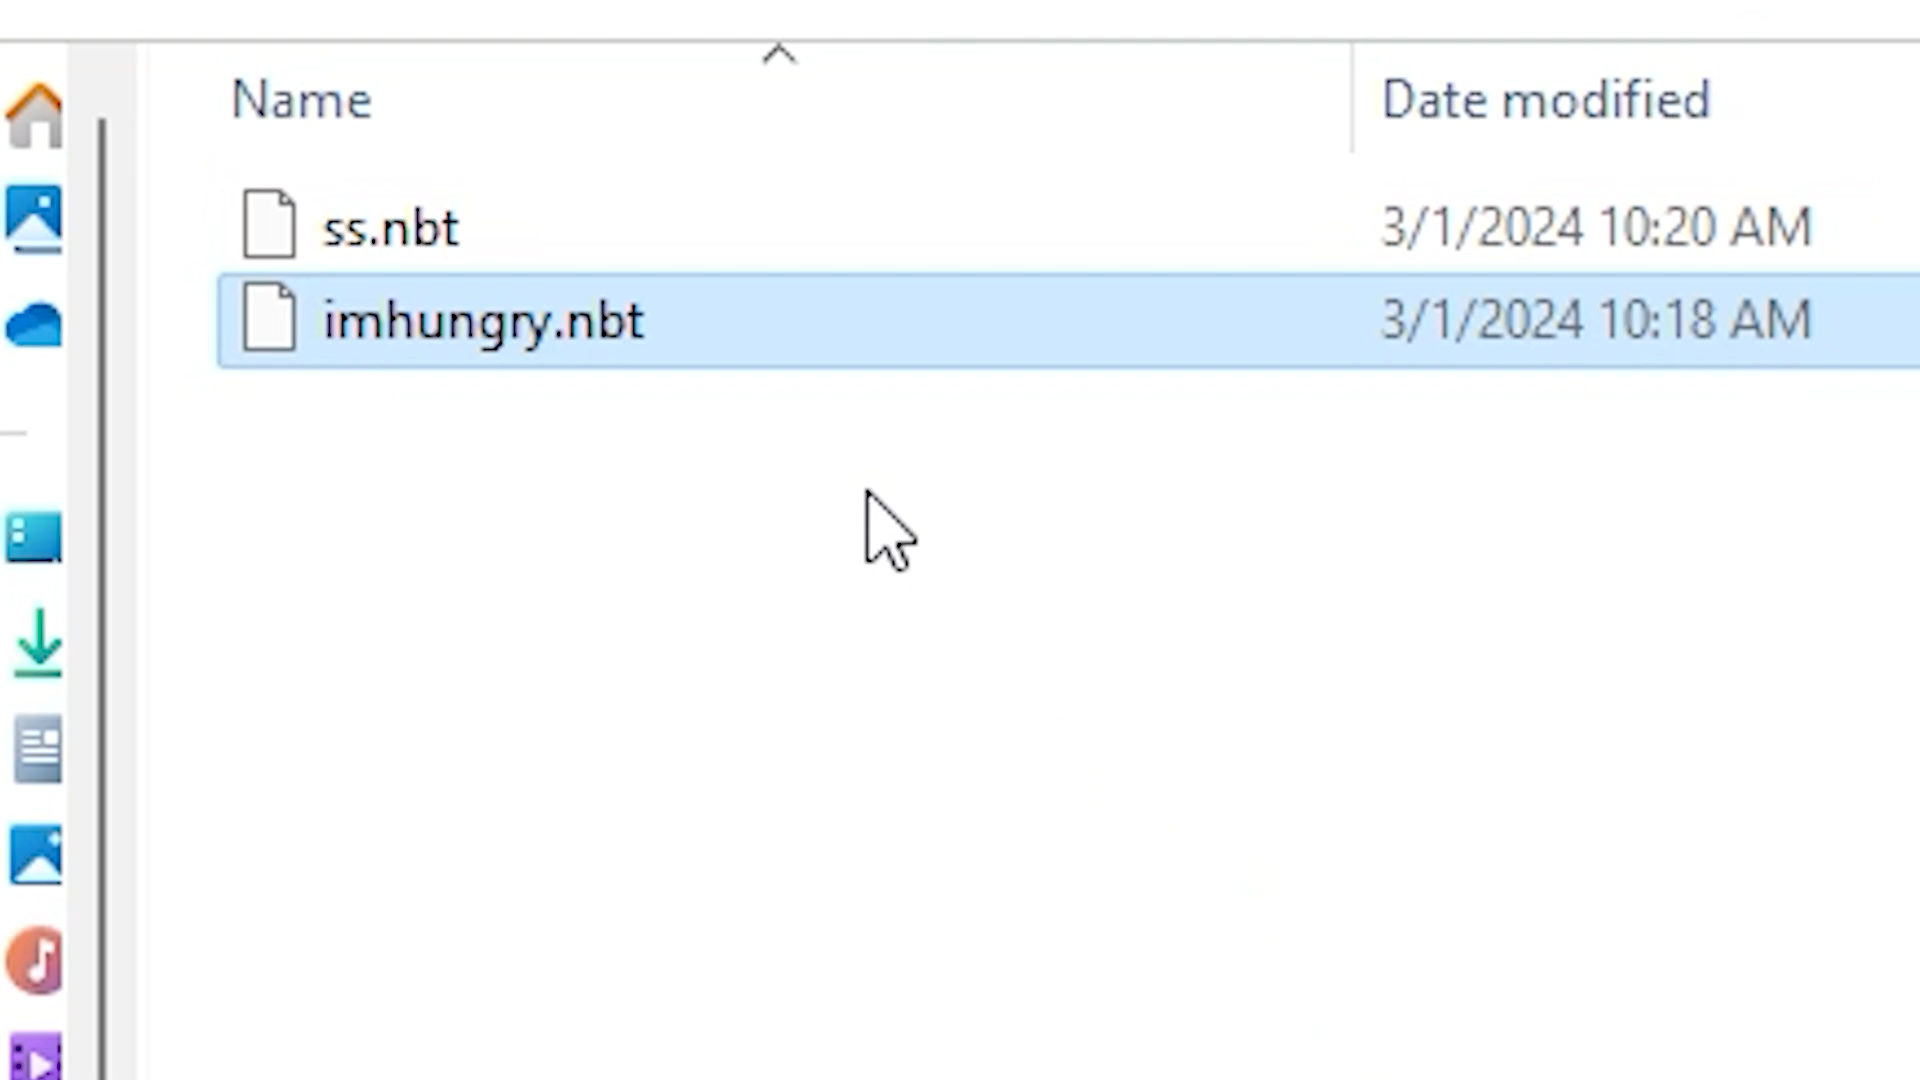 Name Date modified
ss.nbt 3/1/2024 10:20 AM
imhungry.nbt 3/1/2024 10:18 AM